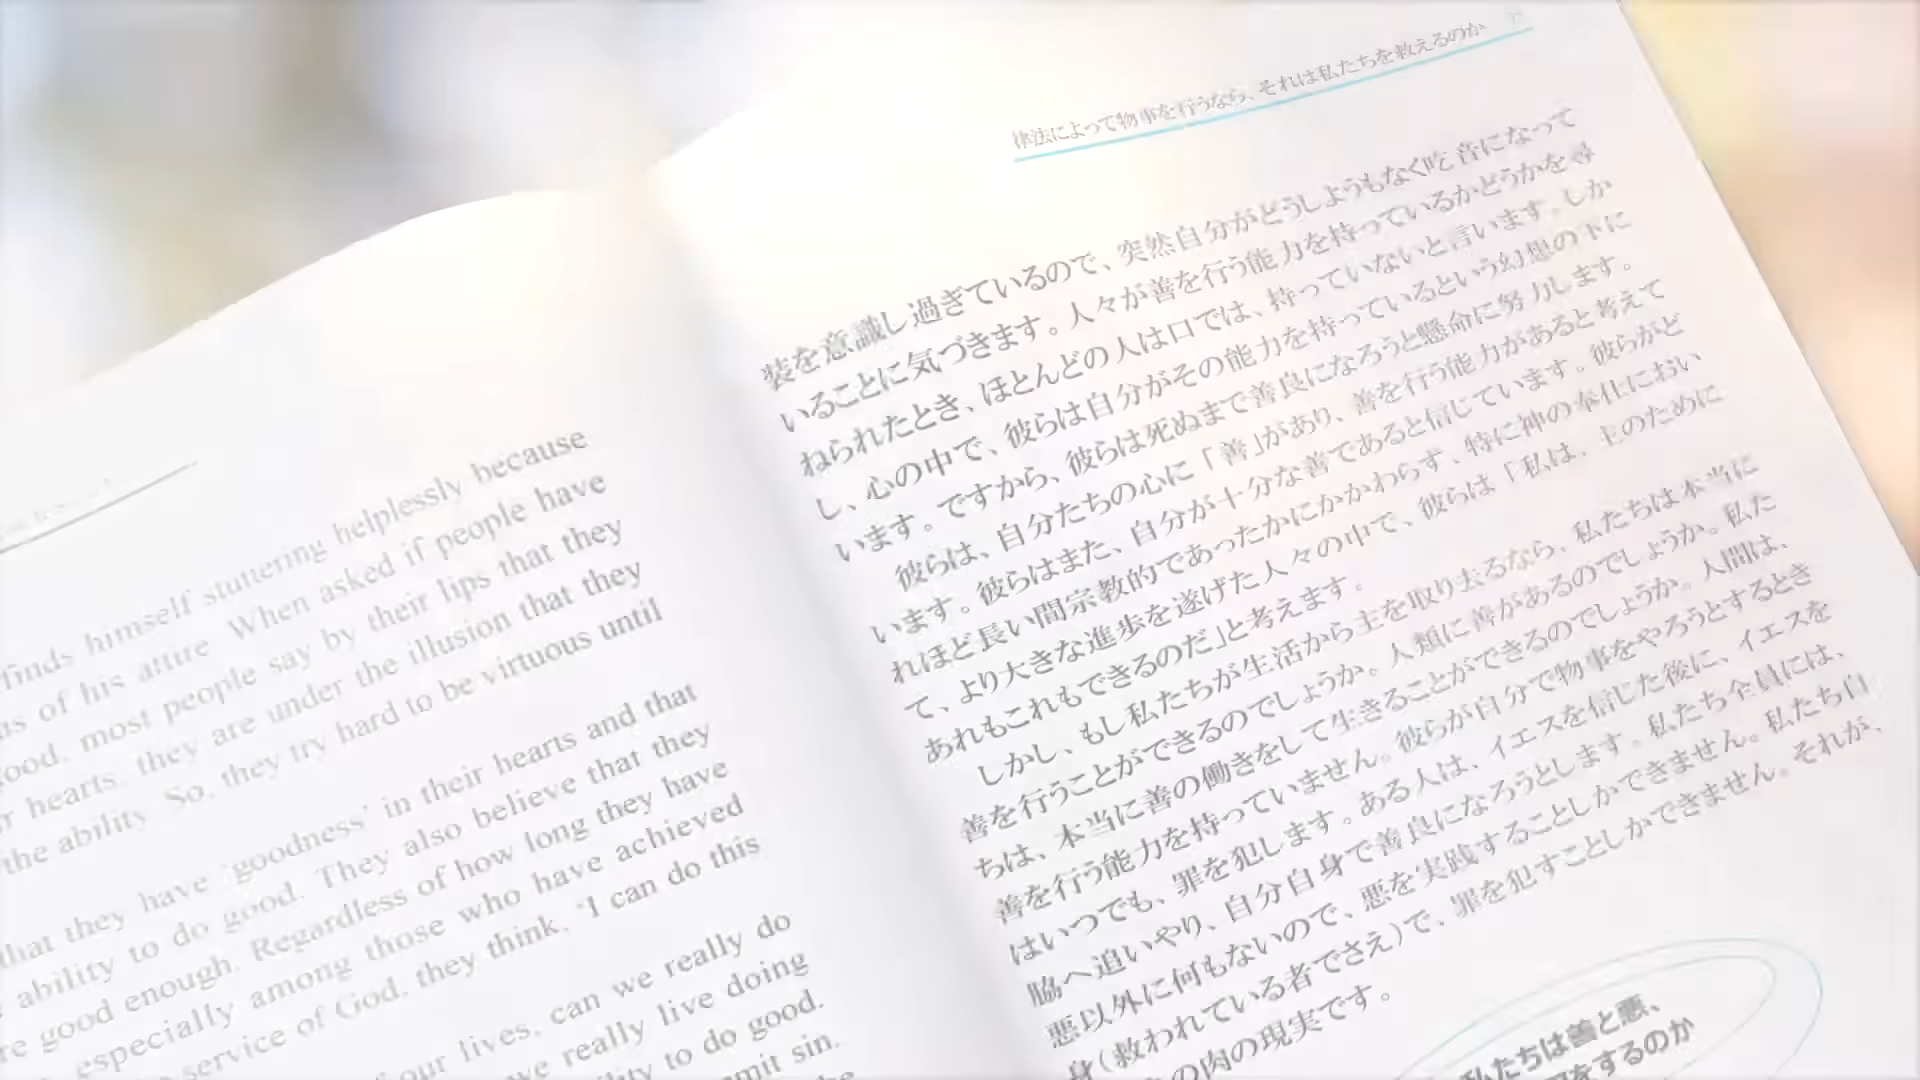 finds himself stuttering helplessly because
of his attire. When asked if people have
good, most people say by their lips that they
hearts, they are under the illusion that they
the ability. So, they try hard to be virtuous until
that they have 'goodness' in their hearts and that
ability to do good. They also believe that they
good enough. Regardless of how long they have
especially among those who have achieved
service of God, they think, "I can do this
our lives, can we really do
we really live doing
to do good.
sin.
律法によって物事を行うなら、それは私たちを救えるのか
装を意識し過ぎているので、突然自分がどうしようもなく吃音になって
いることに気づきます。人々が善を行う能力を持っているかどうかを尋
ねられたとき、ほとんどの人は口では、持っていないと言います。しか
し、心の中で、彼らは自分がその能力を持っているという幻想の下に
います。ですから、彼らは死ぬまで善良になろうと懸命に努力します。
彼らは、自分たちの心に「善」があり、善を行う能力があると考えて
います。彼らはまた、自分が十分な善であると信じています。彼らがど
れほど長い間宗教的であったかにかかわらず、特に神の奉仕におい
て、より大きな進歩を遂げた人々の中で、彼らは「私は、主のために
あれもこれもできるのだ」と考えます。
しかし、もし私たちが生活から主を取り去るなら、私たちは本当に
善を行うことができるのでしょうか。人類に善があるのでしょうか。私た
ちは、本当に善の働きをして生きることができるのでしょうか。人間は、
善を行う能力を持っていません。彼らが自分で物事をやろうとするとき
はいつでも、罪を犯します。ある人は、イエスを信じた後に、イエスを
脇へ追いやり、自分自身で善良になろうとします。私たち全員には、
悪以外に何もないので、悪を実践することしかできません。私たち自
身（救われている者でさえ）で、罪を犯すことしかできません。それが、
の肉の現実です。
私たちは善と悪、
をするのか